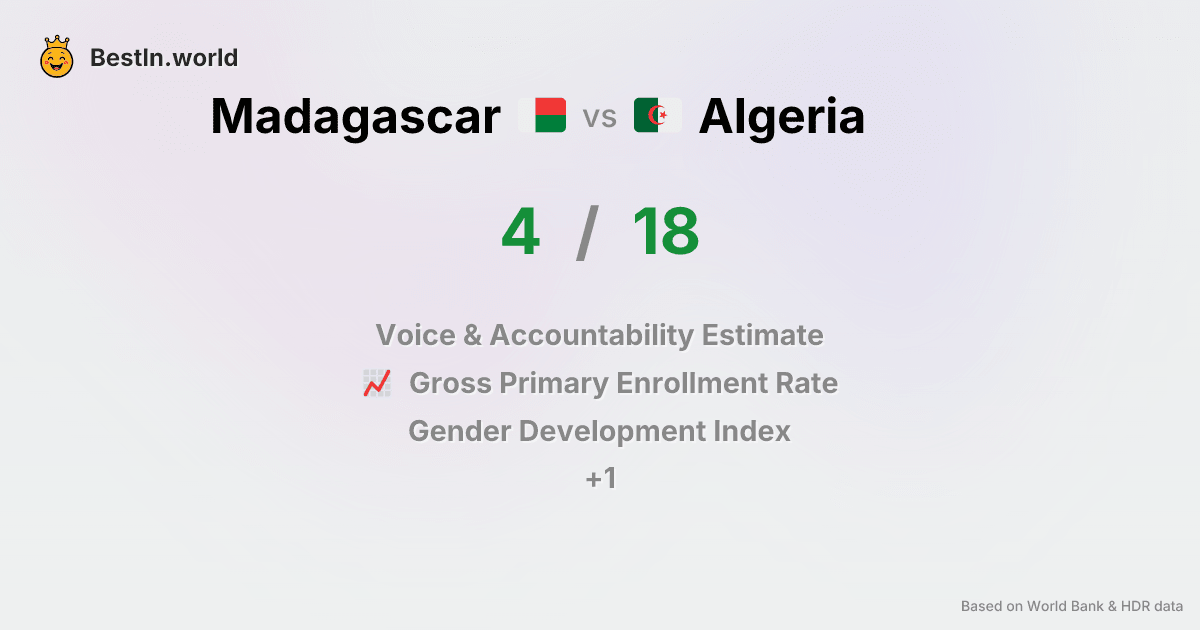 BestIn.world
Madagascar vs Algeria
4 / 18
Voice & Accountability Estimate
Gross Primary Enrollment Rate
Gender Development Index
+1
Based on World Bank & HDR data